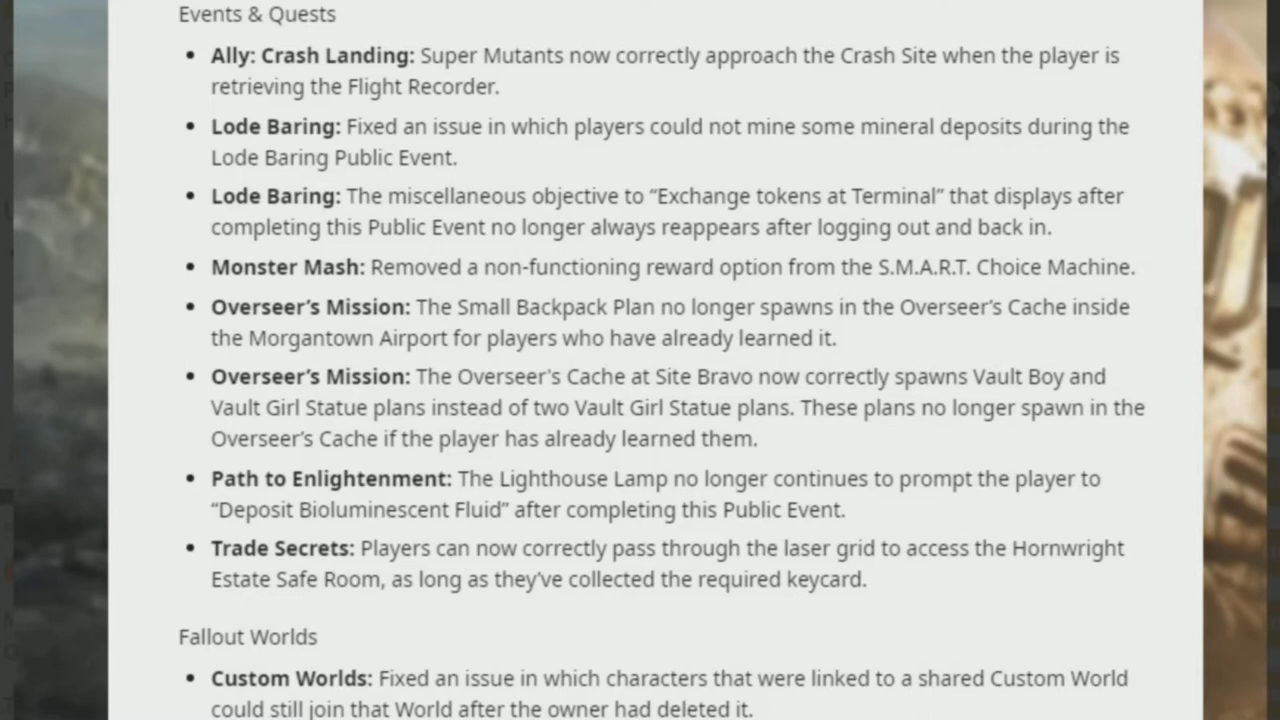 Events & Quests
• Ally: Crash Landing: Super Mutants now correctly approach the Crash Site when the player is
retrieving the Flight Recorder.
• Lode Baring: Fixed an issue in which players could not mine some mineral deposits during the
Lode Baring Public Event.
• Lode Baring: The miscellaneous objective to “Exchange tokens at Terminal” that displays after
completing this Public Event no longer always reappears after logging out and back in.
• Monster Mash: Removed a non-functioning reward option from the S.M.A.R.T. Choice Machine.
• Overseer’s Mission: The Small Backpack Plan no longer spawns in the Overseer’s Cache inside
the Morgantown Airport for players who have already learned it.
• Overseer’s Mission: The Overseer's Cache at Site Bravo now correctly spawns Vault Boy and
Vault Girl Statue plans instead of two Vault Girl Statue plans. These plans no longer spawn in the
Overseer’s Cache if the player has already learned them.
• Path to Enlightenment: The Lighthouse Lamp no longer continues to prompt the player to
“Deposit Bioluminescent Fluid” after completing this Public Event.
• Trade Secrets: Players can now correctly pass through the laser grid to access the Hornwright
Estate Safe Room, as long as they’ve collected the required keycard.
Fallout Worlds
• Custom Worlds: Fixed an issue in which characters that were linked to a shared Custom World
could still join that World after the owner had deleted it.